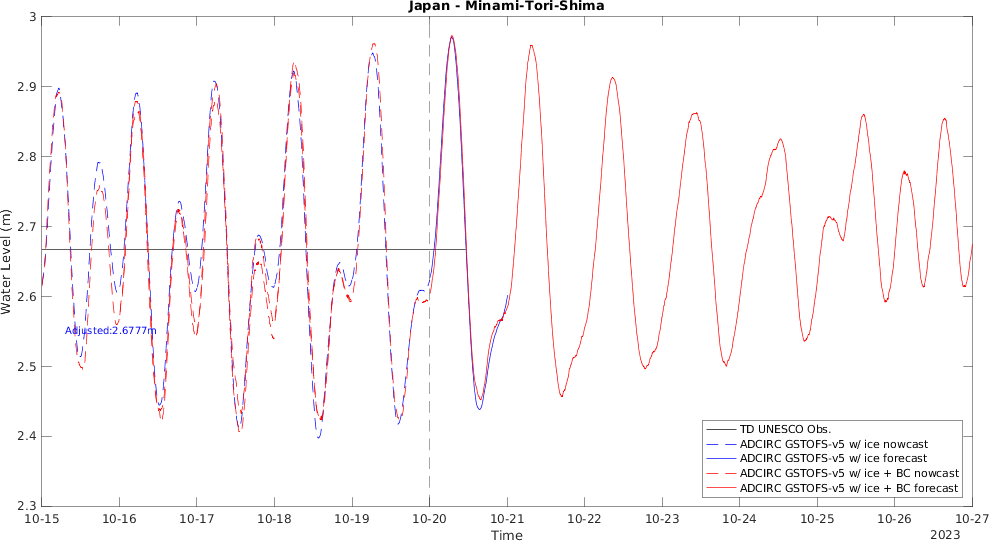 Japan - Minami-Tori-Shima
3
2.9
2.8
2.7
2.6
2.5
2.4
2.3
Water Level (m)
Adjusted:2.6777m
TD UNESCO Obs.
ADCIRC GSTOFS-v5 w/ ice nowcast
ADCIRC GSTOFS-v5 w/ ice forecast
ADCIRC GSTOFS-v5 w/ ice + BC nowcast
ADCIRC GSTOFS-v5 w/ ice + BC forecast
10-15 10-16 10-17 10-18 10-19 10-20 10-21 10-22 10-23 10-24 10-25 10-26 10-27
Time
2023